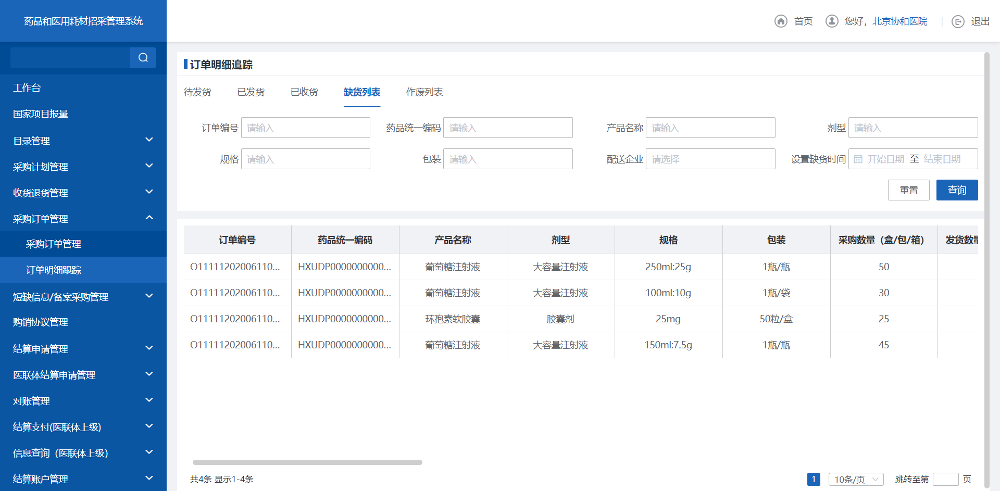 药品和医用耗材招采管理系统
首页
您好，北京协和医院
退出
工作台
国家项目报量
目录管理
采购计划管理
收货退货管理
采购订单管理
采购订单管理
订单明细跟踪
短缺信息/备案采购管理
购销协议管理
结算申请管理
医联体结算申请管理
对账管理
结算支付(医联体上级)
信息查询（医联体上级）
结算账户管理
订单明细追踪
待发货 已发货 已收货 缺货列表 作废列表
订单编号 请输入 药品统一编码 请输入 产品名称 请输入 剂型 请输入
规格 请输入 包装 请输入 配送企业 请选择 设置缺货时间 开始日期 至 结束日期
重置 查询
订单编号 药品统一编码 产品名称 剂型 规格 包装 采购数量（盒/包/箱） 发货数量
O11111202006110... HXUDP0000000000... 葡萄糖注射液 大容量注射液 250ml:25g 1瓶/瓶 50
O11111202006110... HXUDP0000000000... 葡萄糖注射液 大容量注射液 100ml:10g 1瓶/袋 30
O11111202006110... HXUDP0000000000... 环孢素软胶囊 胶囊剂 25mg 50粒/盒 25
O11111202006110... HXUDP0000000000... 葡萄糖注射液 大容量注射液 150ml:7.5g 1瓶/瓶 45
共4条 显示1-4条 1 10条/页 跳转至第 页